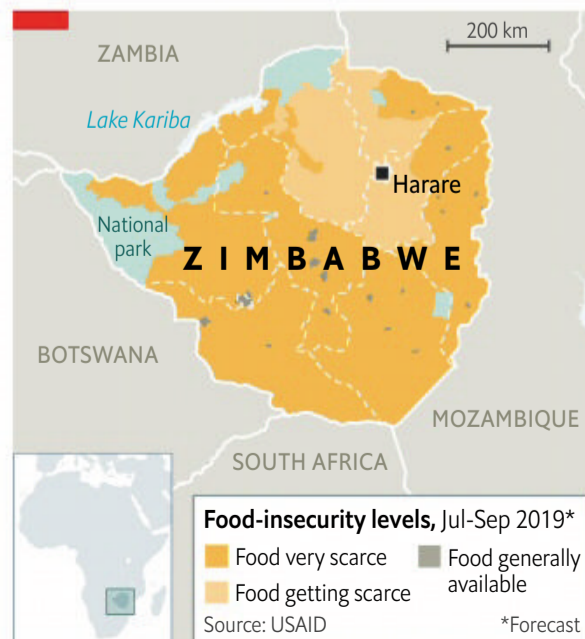 200 km
ZAMBIA
Lake Kariba
Harare
National
park
ZIMBABWE
BOTSWANA
MOZAMBIQUE
SOUTH AFRICA
Food-insecurity levels, Jul-Sep 2019*
Food very scarce
Food getting scarce
Food generally
available
Source: USAID
*Forecast